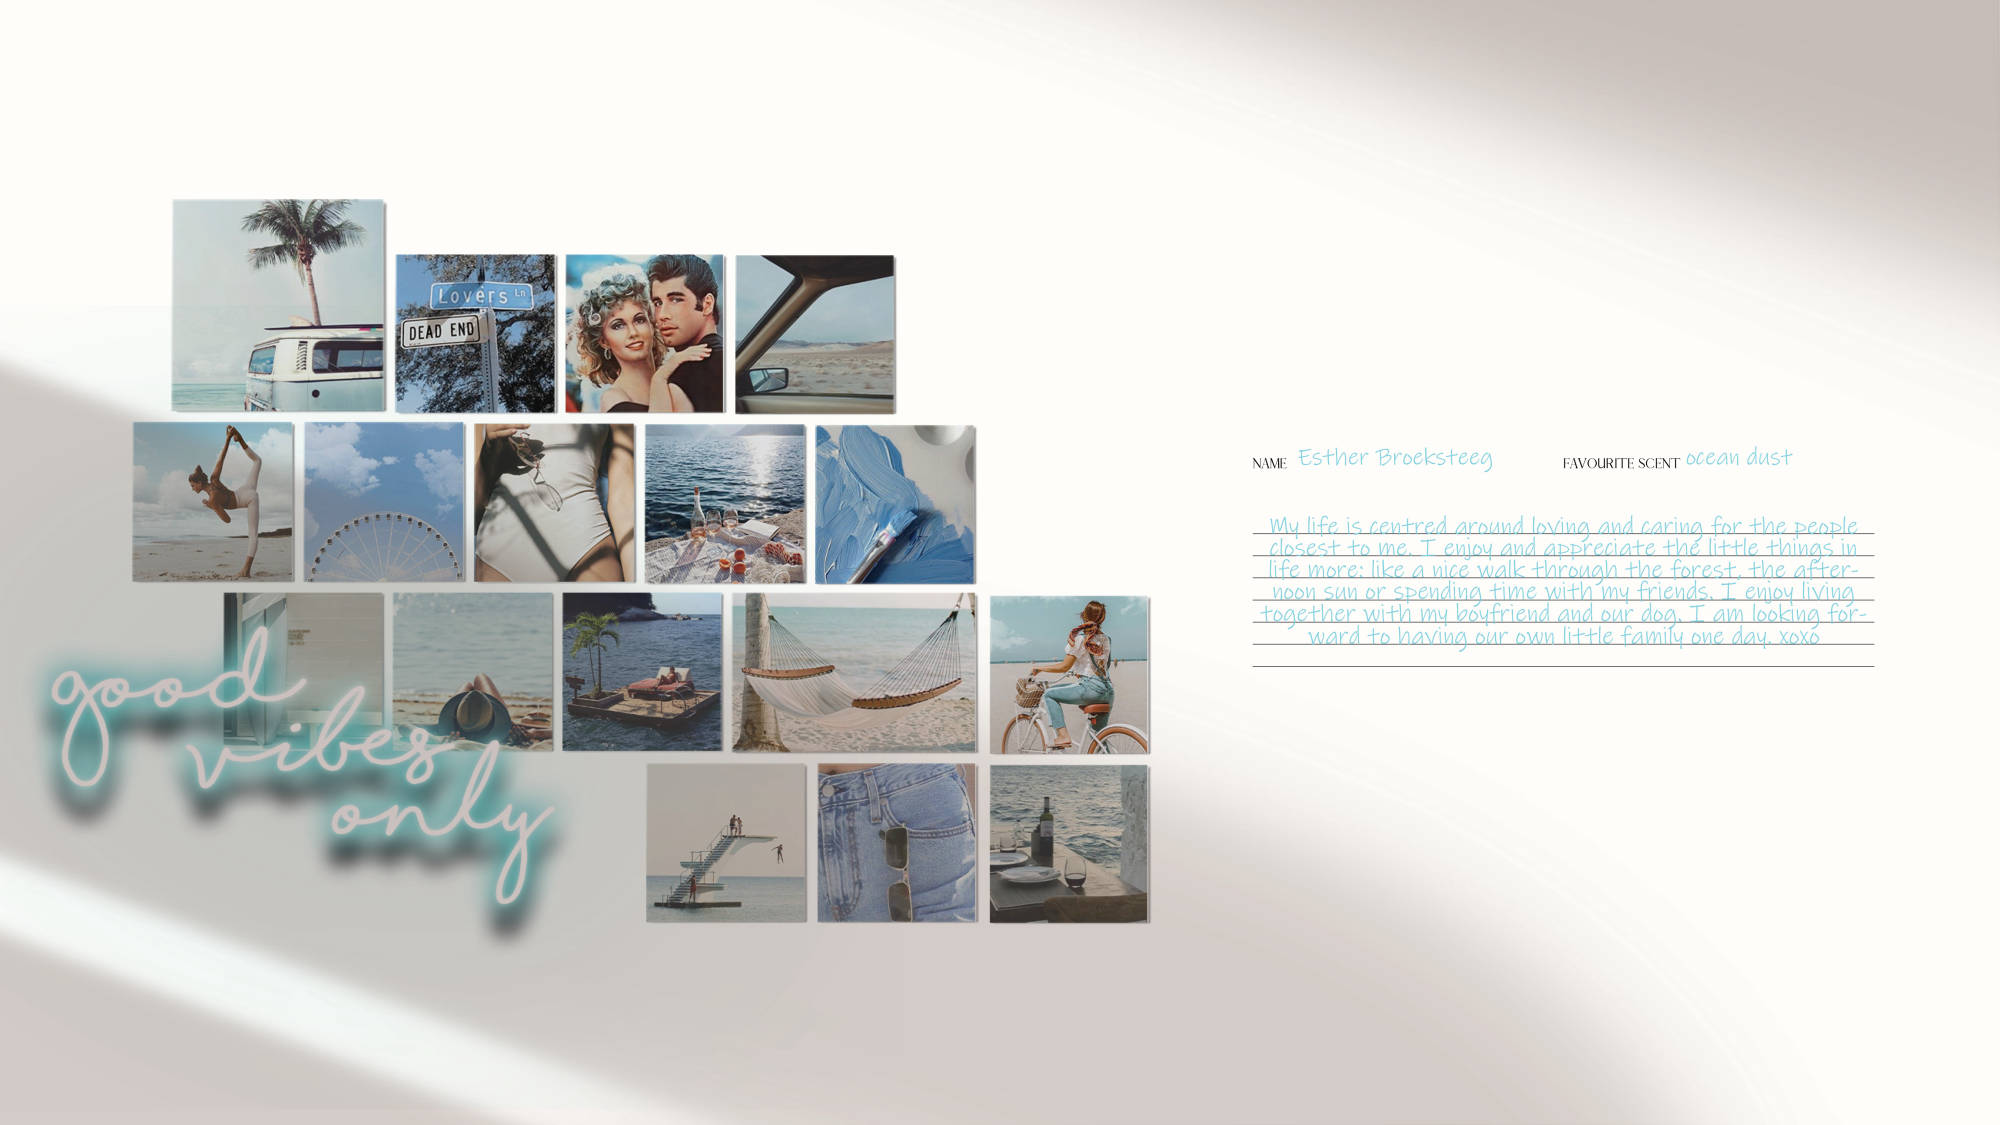 Lovers Ln
DEAD END
good
vibes
only
NAME Esther Broeksteeg
FAVOURITE SCENT ocean dust
My life is centred around loving and caring for the people
closest to me. I enjoy and appreciate the little things in
life more: like a nice walk through the forest, the after-
noon sun or spending time with my friends. I enjoy living
together with my boyfriend and our dog. I am looking for-
ward to having our own little family one day. xoxo